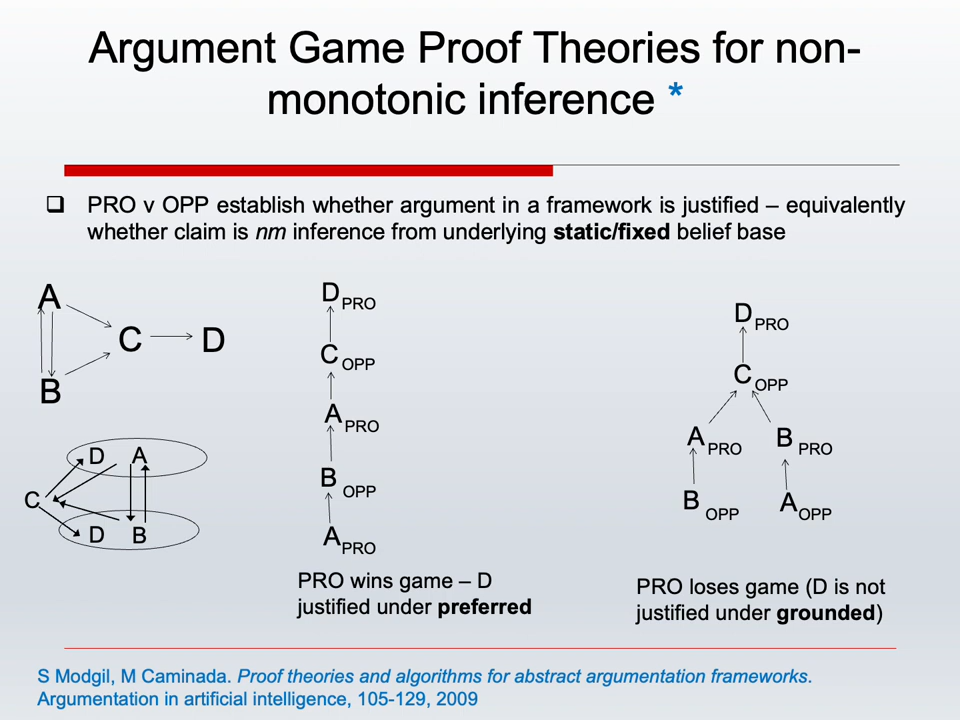 Argument Game Proof Theories for non-
monotonic inference *
❑ PRO v OPP establish whether argument in a framework is justified – equivalently
whether claim is nm inference from underlying static/fixed belief base
A
C
D
B
D A
C
D B
D PRO
C OPP
A PRO
B OPP
A PRO
PRO wins game – D
justified under preferred
D PRO
C OPP
A PRO B PRO
B OPP A OPP
PRO loses game (D is not
justified under grounded)
S Modgil, M Caminada. Proof theories and algorithms for abstract argumentation frameworks.
Argumentation in artificial intelligence, 105-129, 2009